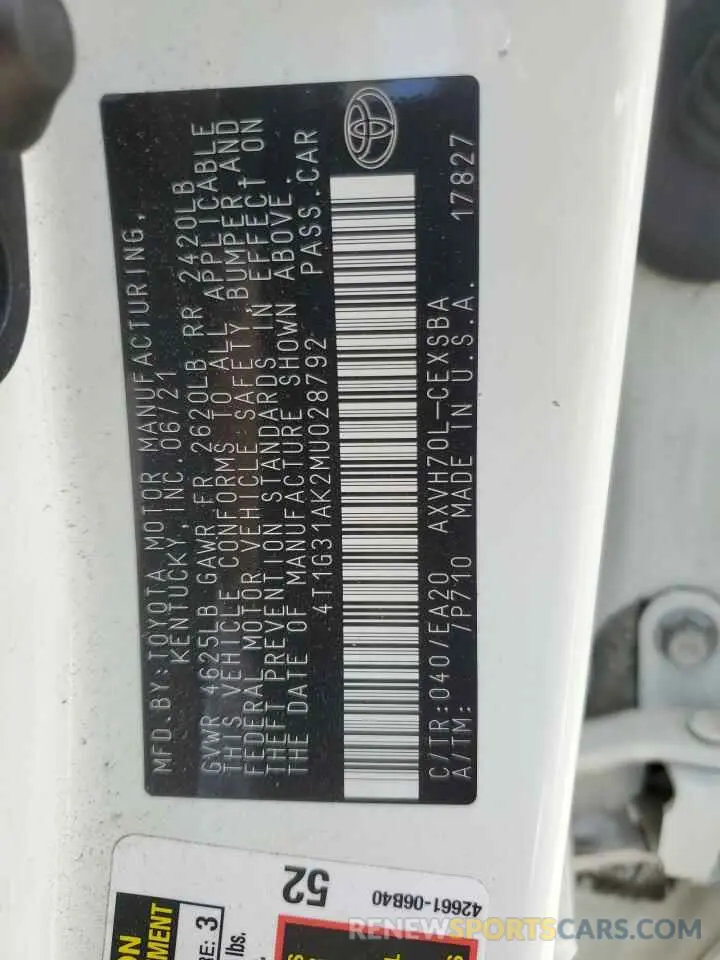 MFD.BY:TOYOTA MOTOR MANUFACTURING,
KENTUCKY,INC.06/21
GVWR 4625LB GAWR FR 2620LB RR 2420LB
THIS VEHICLE CONFORMS TO ALL APPLICABLE
FEDERAL MOTOR VEHICLE SAFETY,BUMPER,AND
THEFT PREVENTION STANDARDS IN EFFECT ON
THE DATE OF MANUFACTURE SHOWN ABOVE.
4T1G31AK2MU028792 PASS.CAR
C/TR:040/EA20 AXVH70L-CEXSBA
A/TM: /P710 MADE IN U.S.A. 17827
52
42661-06B40
3
lbs.
RENEWSPORTSCARS.COM